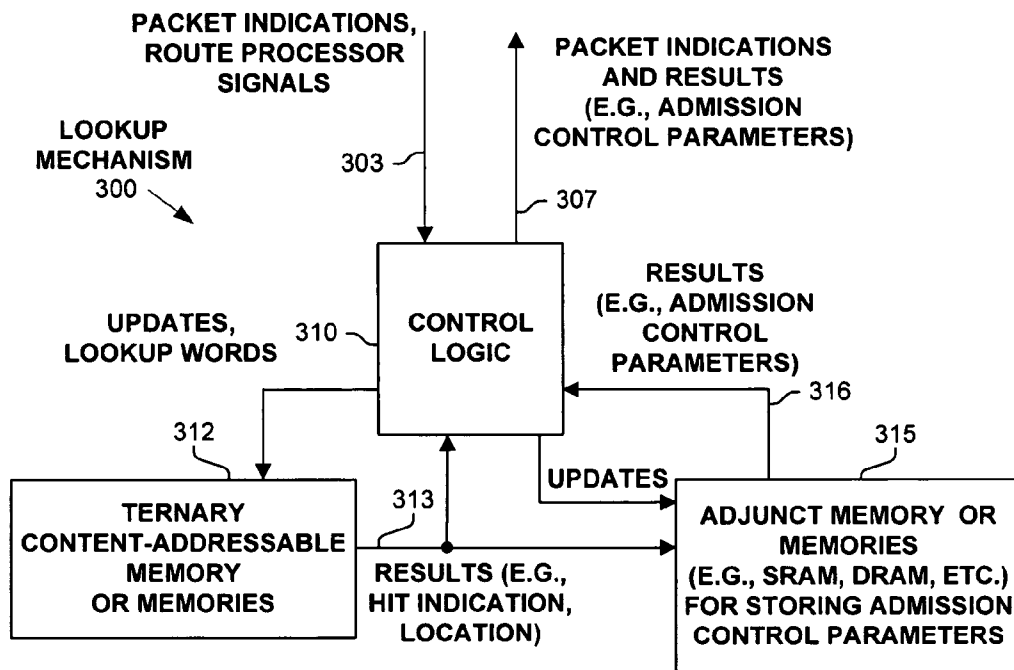 PACKET INDICATIONS,
ROUTE PROCESSOR
SIGNALS
PACKET INDICATIONS
AND RESULTS
(E.G., ADMISSION
CONTROL PARAMETERS)
LOOKUP
MECHANISM
300
303
307
RESULTS
(E.G., ADMISSION
CONTROL
PARAMETERS)
UPDATES,
LOOKUP WORDS
310
CONTROL
LOGIC
316
312
315
313
UPDATES
TERNARY
CONTENT-ADDRESSABLE
MEMORY
OR MEMORIES
RESULTS (E.G.,
HIT INDICATION,
LOCATION)
ADJUNCT MEMORY OR
MEMORIES
(E.G., SRAM, DRAM, ETC.)
FOR STORING ADMISSION
CONTROL PARAMETERS